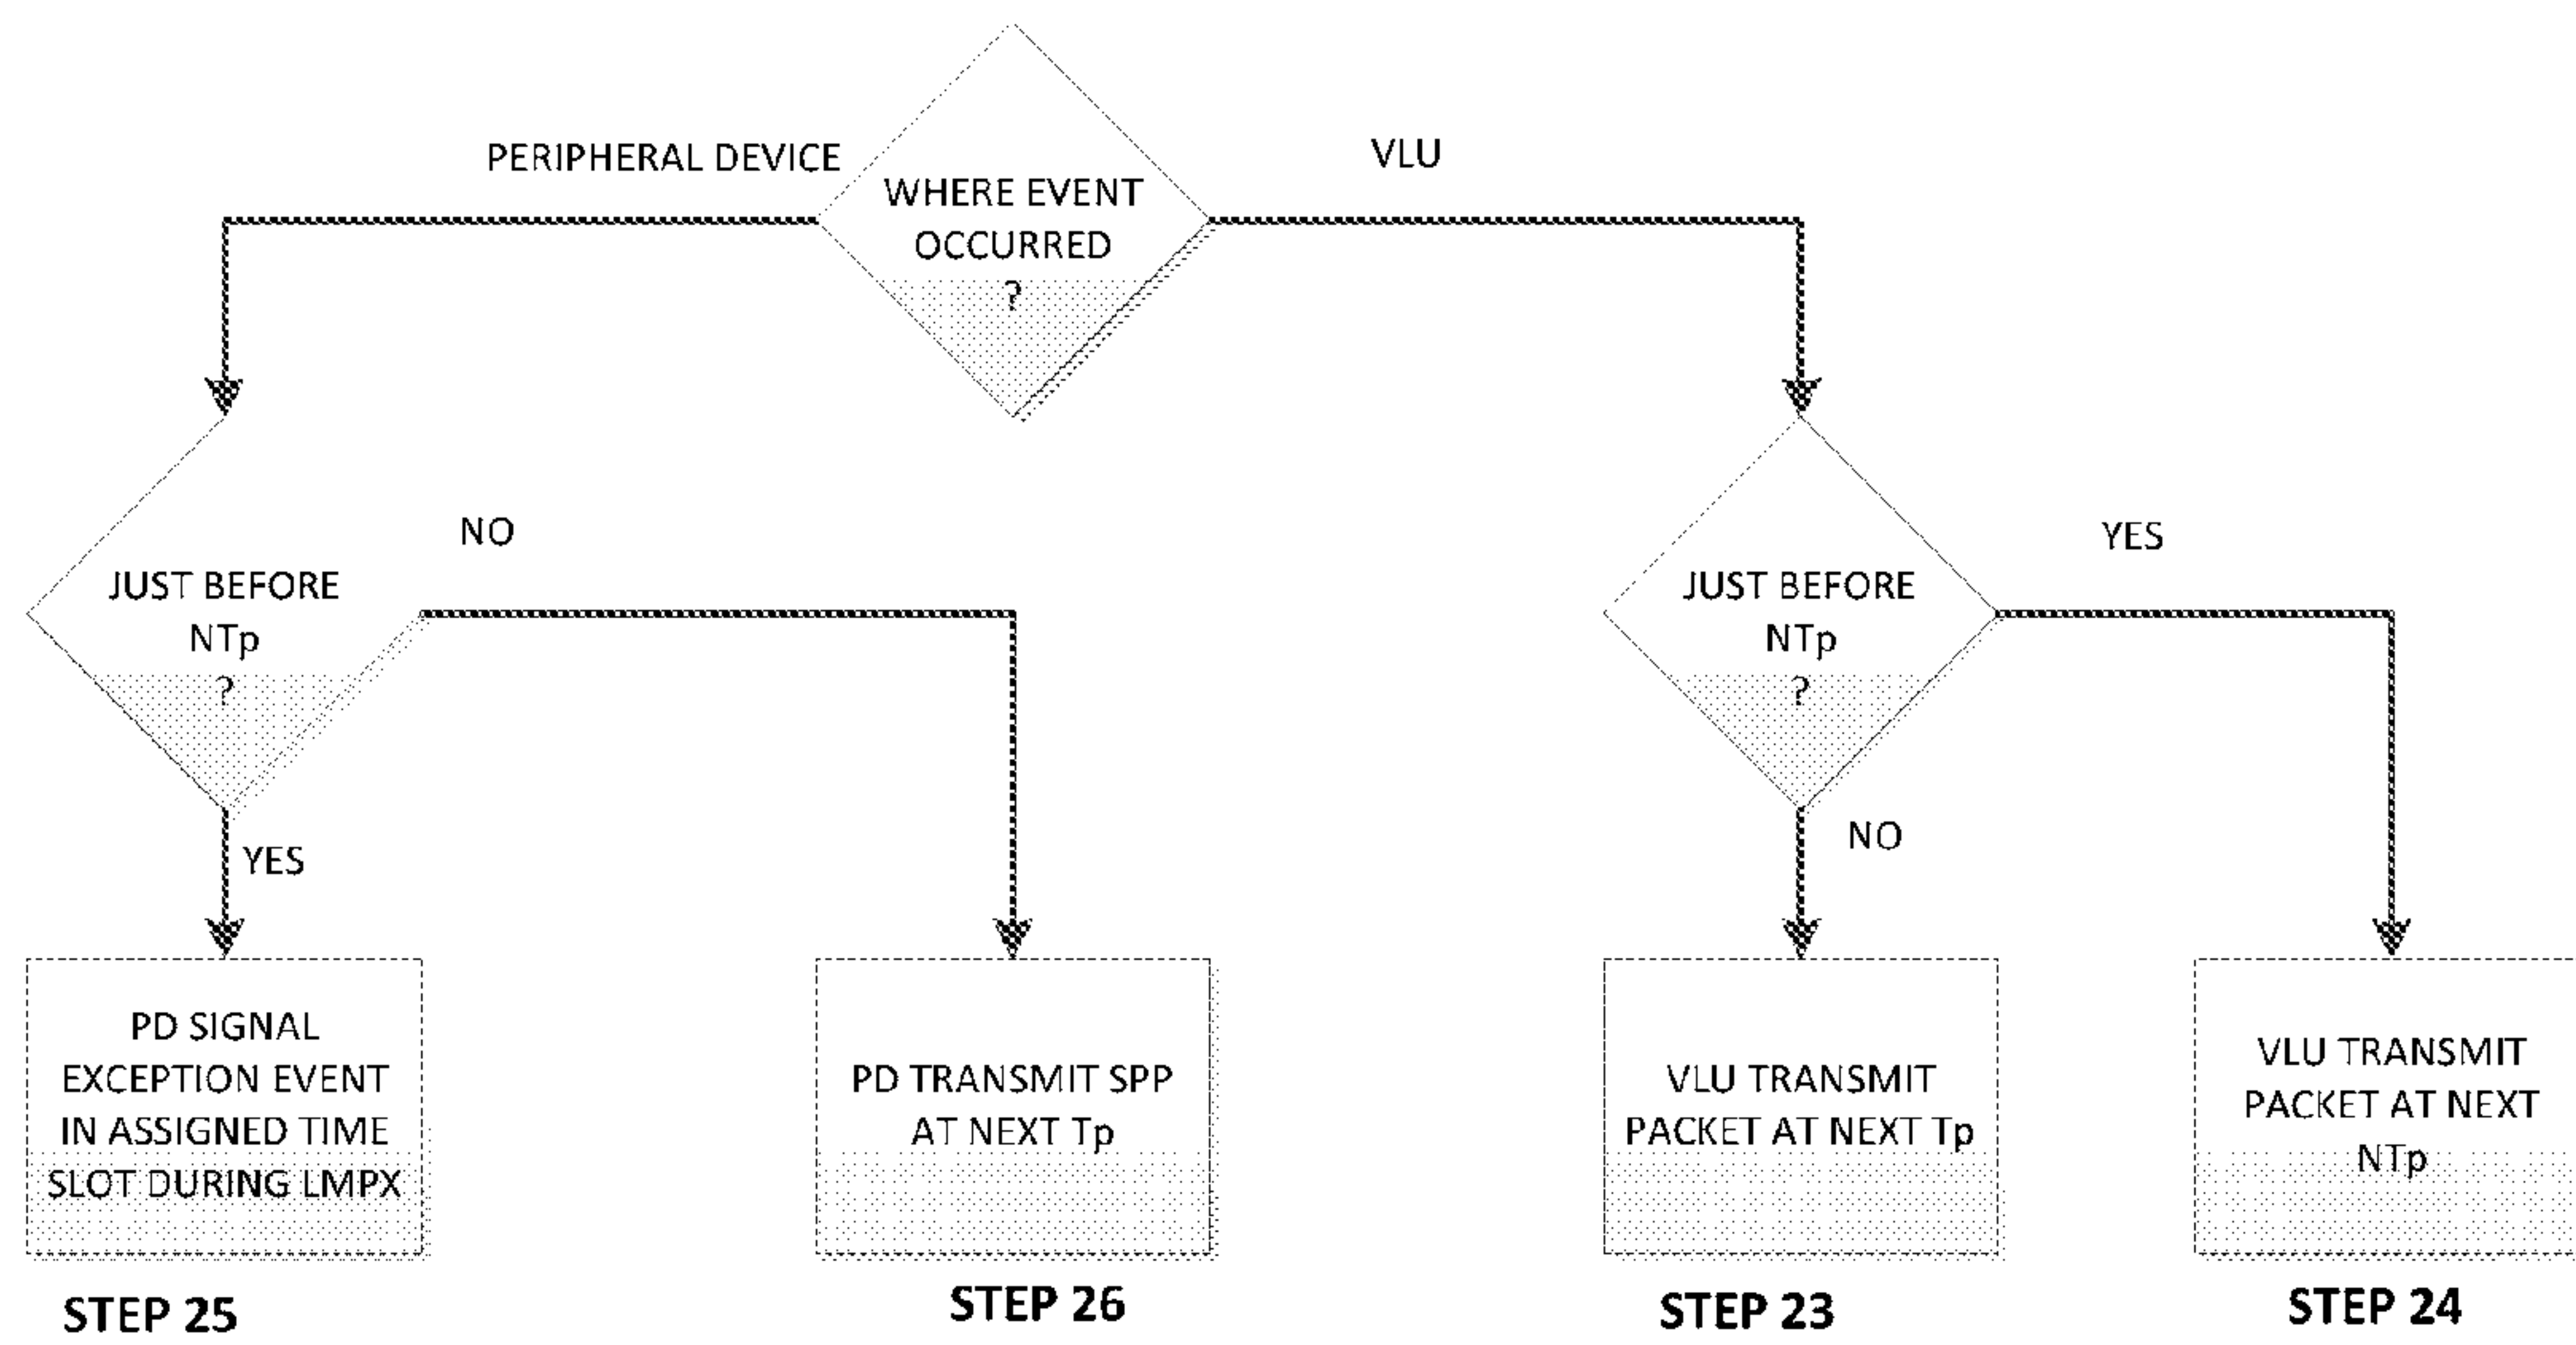 PERIPHERAL DEVICE
VLU
WHERE EVENT
OCCURRED
?
NO
YES
JUST BEFORE
NTp
?
JUST BEFORE
NTp
?
YES
NO
PD SIGNAL
EXCEPTION EVENT
IN ASSIGNED TIME
SLOT DURING LMPX
PD TRANSMIT SPP
AT NEXT Tp
VLU TRANSMIT
PACKET AT NEXT Tp
VLU TRANSMIT
PACKET AT NEXT
NTp
STEP 25
STEP 26
STEP 23
STEP 24